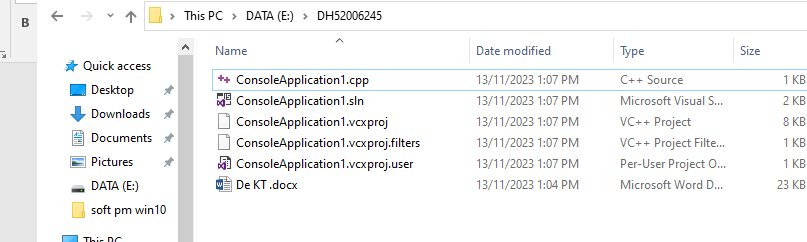 B
This PC > DATA (E:) > DH52006245
Name Date modified Type Size
Quick access
Desktop
Downloads
Documents
Pictures
DATA (E:)
soft pm win10
This PC
ConsoleApplication1.cpp 13/11/2023 1:07 PM C++ Source 1 KB
ConsoleApplication1.sln 13/11/2023 1:07 PM Microsoft Visual S... 2 KB
ConsoleApplication1.vcxproj 13/11/2023 1:07 PM VC++ Project 8 KB
ConsoleApplication1.vcxproj.filters 13/11/2023 1:07 PM VC++ Project Filte... 1 KB
ConsoleApplication1.vcxproj.user 13/11/2023 1:07 PM Per-User Project O... 1 KB
De KT .docx 13/11/2023 1:04 PM Microsoft Word D... 23 KB